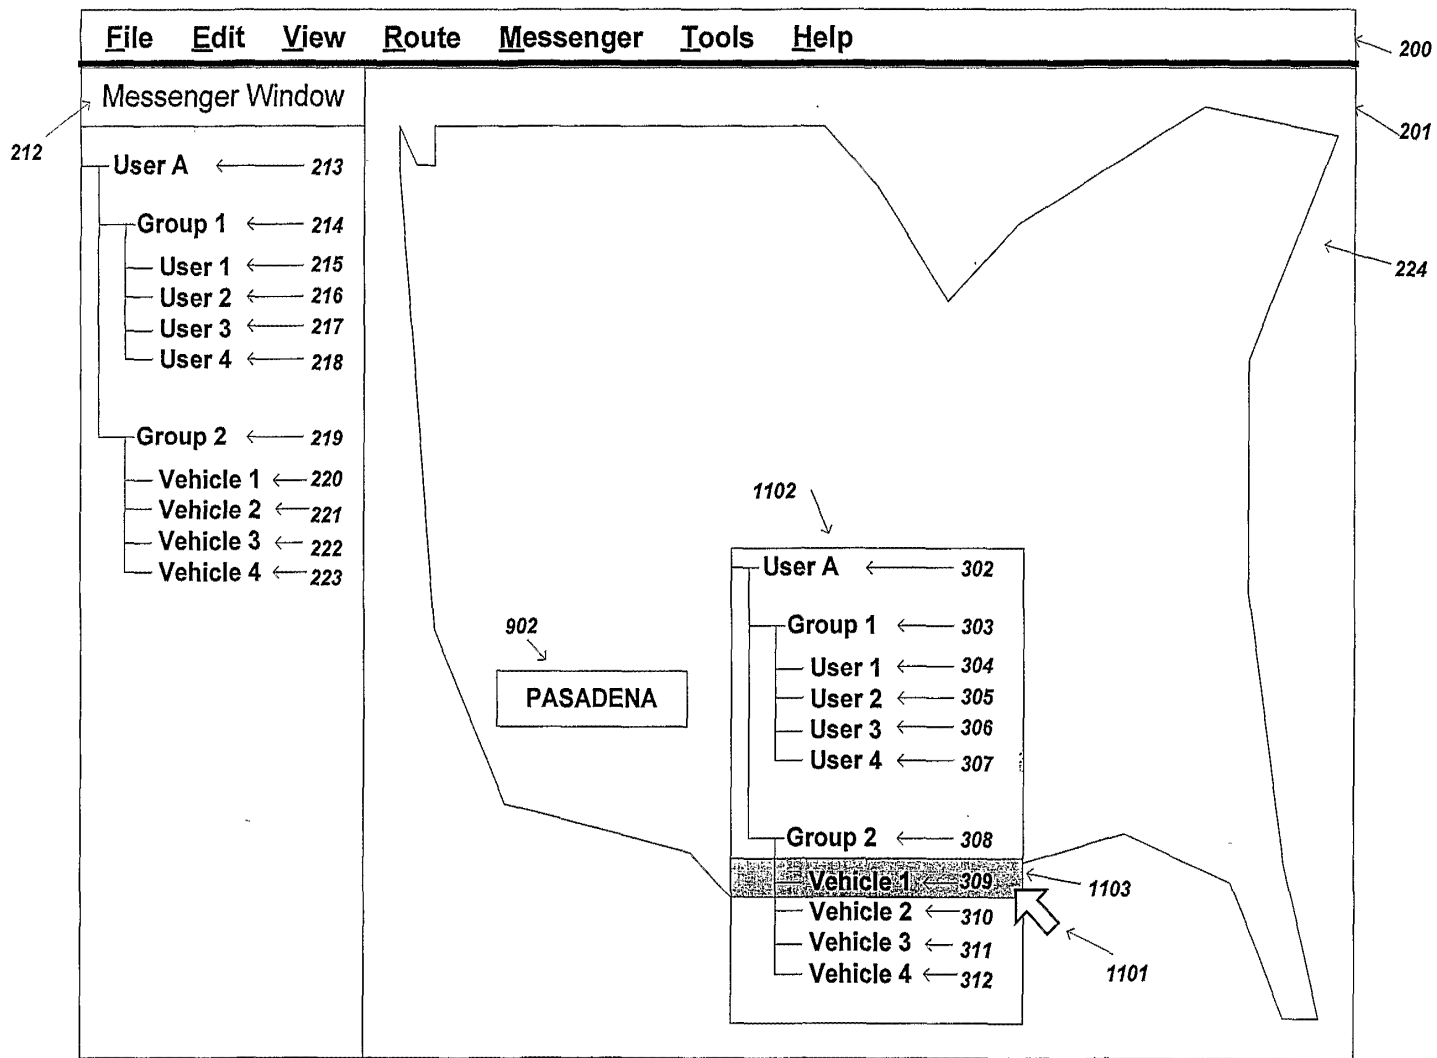 File Edit View Route Messenger Tools Help
200
Messenger Window
201
212
User A 213
Group 1 214
224
User 1 215
User 2 216
User 3 217
User 4 218
Group 2 219
Vehicle 1 220
Vehicle 2 221
Vehicle 3 222
Vehicle 4 223
1102
User A 302
902
Group 1 303
User 1 304
PASADENA
User 2 305
User 3 306
User 4 307
Group 2 308
Vehicle 1 309
1103
Vehicle 2 310
Vehicle 3 311
Vehicle 4 312
1101